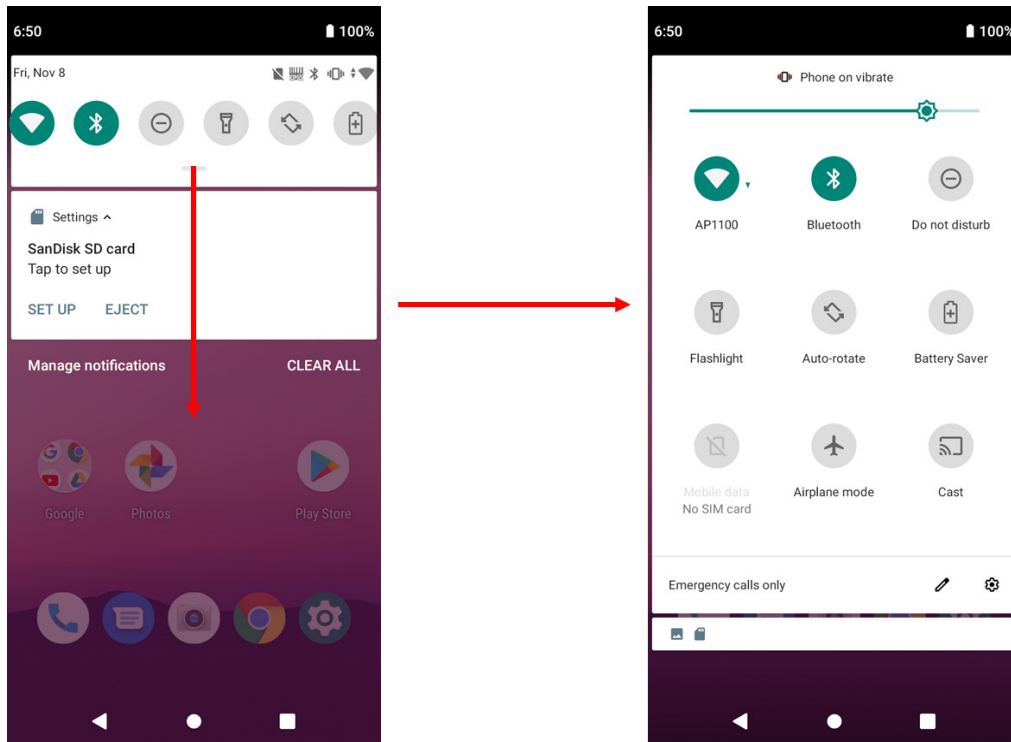 6:50
100%
Fri, Nov 8
Settings
SanDisk SD card
Tap to set up
SET UP EJECT
Manage notifications CLEAR ALL
Google Photos Play Store
6:50
100%
Phone on vibrate
AP1100 Bluetooth Do not disturb
Flashlight Auto-rotate Battery Saver
Mobile data Airplane mode Cast
No SIM card
Emergency calls only